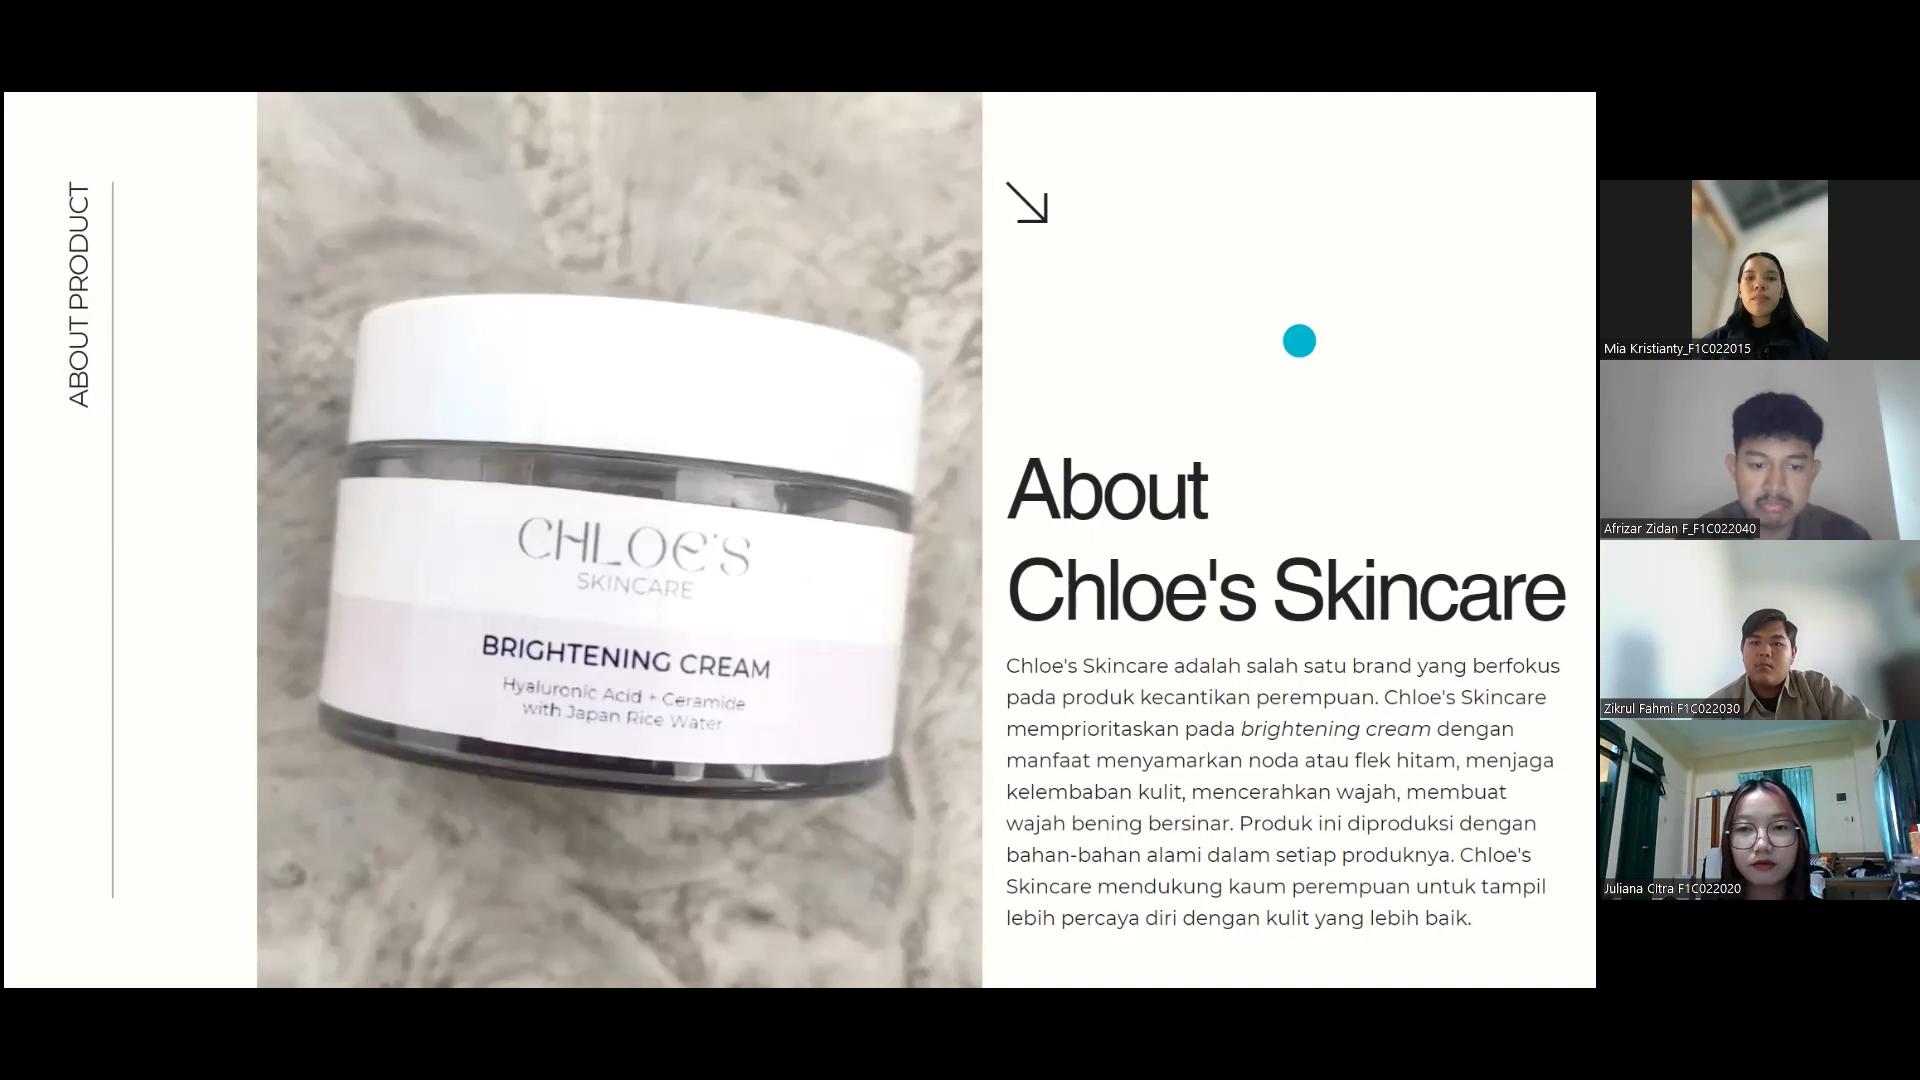 ABOUT PRODUCT
CHLOE'S
SKINCARE
BRIGHTENING CREAM
Hyaluronic Acid + Ceramide
with Japan Rice Water
About
Chloe's Skincare
Chloe's Skincare adalah salah satu brand yang berfokus
pada produk kecantikan perempuan. Chloe's Skincare
memprioritaskan pada brightening cream dengan
manfaat menyamarkan noda atau flek hitam, menjaga
kelembaban kulit, mencerahkan wajah, membuat
wajah bening bersinar. Produk ini diproduksi dengan
bahan-bahan alami dalam setiap produknya. Chloe's
Skincare mendukung kaum perempuan untuk tampil
lebih percaya diri dengan kulit yang lebih baik.
Mia Kristianty_F1C022015
Afrizar Zidan F_F1C022040
Zikrul Fahmi F1C022030
Juliana CItra F1C022020